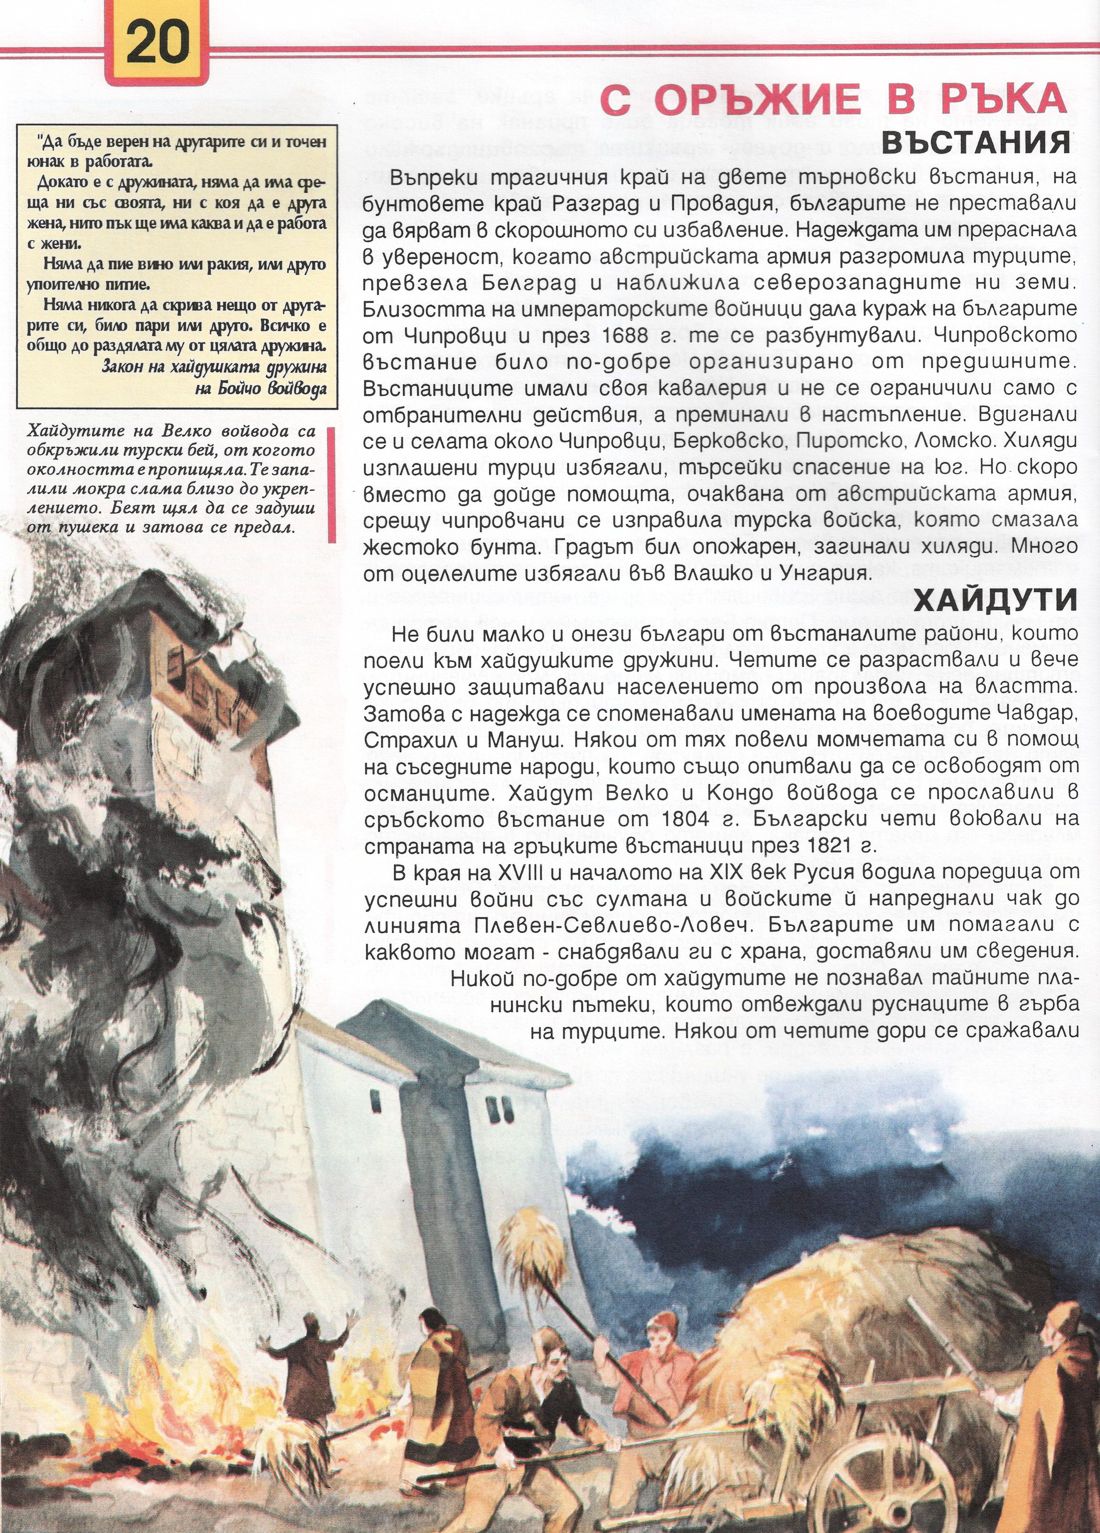 20
С ОРЪЖИЕ В РЪКА
ВЪСТАНИЯ
"Да бъде верен на другарите си и точен
юнак в работата.
Докато е с дружината, няма да има сре-
ща ни със своята, ни с коя да е друга
жена, нито пък ще има каква и да е работа
с жени.
Няма да пие вино или ракия, или друго
упоително питие.
Няма никога да скрива нещо от друга-
рите си, било пари или друго. Всичко е
общо до раздялата му от цялата дружина.
Закон на хайдушката дружина
на Бойчо войвода
Хайдутите на Велко войвода са
обкръжили турски бей, от когото
околността е пропищяла. Те запа-
лили мокра слама близо до укреп-
лението. Беят щял да се задуши
от пушека и затова се предал.
Въпреки трагичния край на двете търновски въстания, на
бунтовете край Разград и Провадия, българите не преставали
да вярват в скорошното си избавление. Надеждата им прераснала
в увереност, когато австрийската армия разгромила турците,
превзела Белград и наближила северозападните ни земи.
Близостта на императорските войници дала кураж на българите
от Чипровци и през 1688 г. те се разбунтували. Чипровското
въстание било по-добре организирано от предишните.
Въстаниците имали своя кавалерия и не се ограничили само с
отбранителни действия, а преминали в настъпление. Вдигнали
се и селата около Чипровци, Берковско, Пиротско, Ломско. Хиляди
изплашени турци избягали, търсейки спасение на юг. Но скоро
вместо да дойде помощта, очаквана от австрийската армия,
срещу чипровчани се изправила турска войска, която смазала
жестоко бунта. Градът бил опожарен, загинали хиляди. Много
от оцелелите избягали във Влашко и Унгария.
ХАЙДУТИ
Не били малко и онези българи от въстаналите райони, които
поели към хайдушките дружини. Четите се разраствали и вече
успешно защитавали населението от произвола на властта.
Затова с надежда се споменавали имената на воеводите Чавдар,
Страхил и Мануш. Някои от тях повели момчетата си в помощ
на съседните народи, които също опитвали да се освободят от
османците. Хайдут Велко и Кондо войвода се прославили в
сръбското въстание от 1804 г. Български чети воювали на
страната на гръцките въстаници през 1821 г.
В края на XVIII и началото на XIX век Русия водила поредица от
успешни войни със султана и войските ѝ напреднали чак до
линията Плевен-Севлиево-Ловеч. Българите им помагали с
каквото могат - снабдявали ги с храна, доставяли им сведения.
Никой по-добре от хайдутите не познавал тайните пла-
нински пътеки, които отвеждали руснаците в гърба
на турците. Някои от четите дори се сражавали